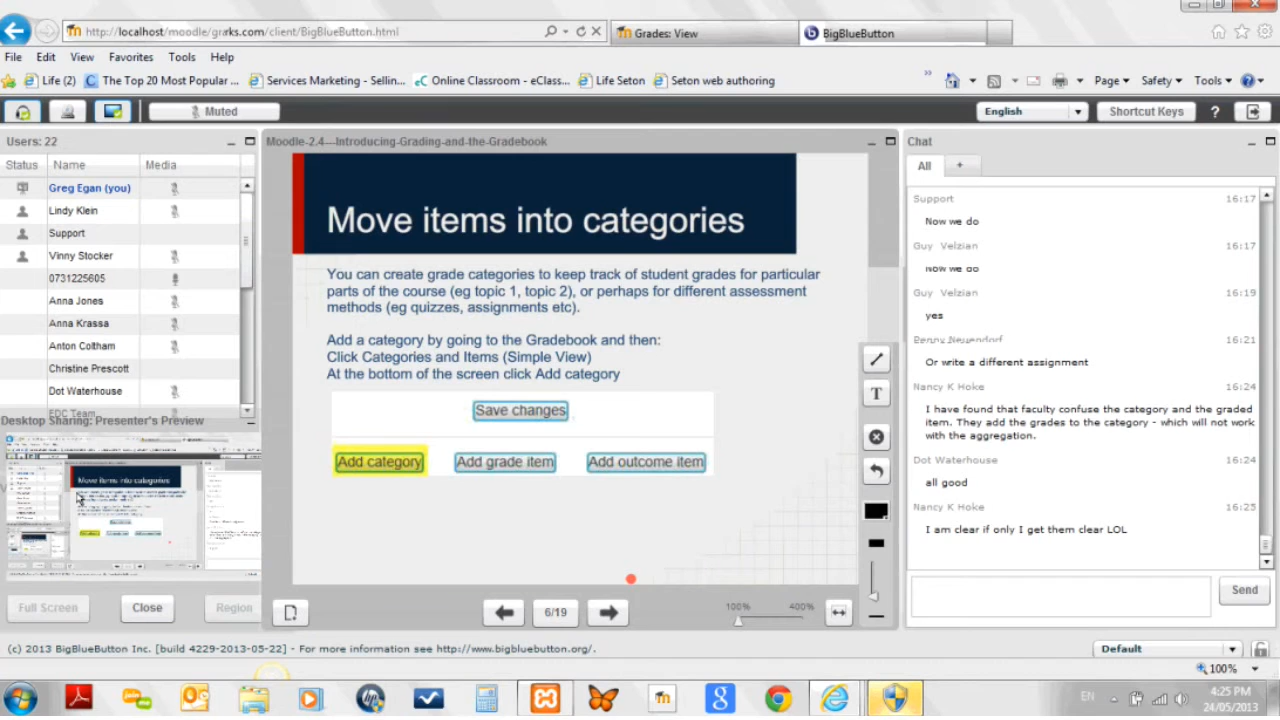 http://localhost/moodle/graks.com/client/BigBlueButton.html
Grades: View
BigBlueButton
File Edit View Favorites Tools Help
Life (2) The Top 20 Most Popular ... Services Marketing - Sellin... Online Classroom - eClass... Life Seton Seton web authoring
Page Safety Tools
Muted
English
Shortcut Keys
?
Users: 22
Status Name Media
Greg Egan (you)
Lindy Klein
Support
Vinny Stocker
0731225605
Anna Jones
Anna Krassa
Anton Coltham
Christine Prescott
Dot Waterhouse
EDC Team
Desktop Sharing: Presenter's Preview
Move items into categories
Full Screen Close Region
Moodle-2.4---Introducing-Grading-and-the-Gradebook
Move items into categories
You can create grade categories to keep track of student grades for particular
parts of the course (eg topic 1, topic 2), or perhaps for different assessment
methods (eg quizzes, assignments etc).
Add a category by going to the Gradebook and then:
Click Categories and Items (Simple View)
At the bottom of the screen click Add category
Save changes
Add category Add grade item Add outcome item
T
6/19
100% 400%
Chat
All +
Support 16:17
Now we do
Guy Velzian 16:17
Now we do
Guy Velzian 16:19
yes
Penny Neuendorf 16:21
Or write a different assignment
Nancy K Hoke 16:24
I have found that faculty confuse the category and the graded
item. They add the grades to the category - which will not work
with the aggregation.
Dot Waterhouse 16:24
all good
Nancy K Hoke 16:25
I am clear if only I get them clear LOL
Send
(c) 2013 BigBlueButton Inc. [build 4229-2013-05-22] - For more information see http://www.bigbluebutton.org/.
Default
100%
EN
4:25 PM
24/05/2013